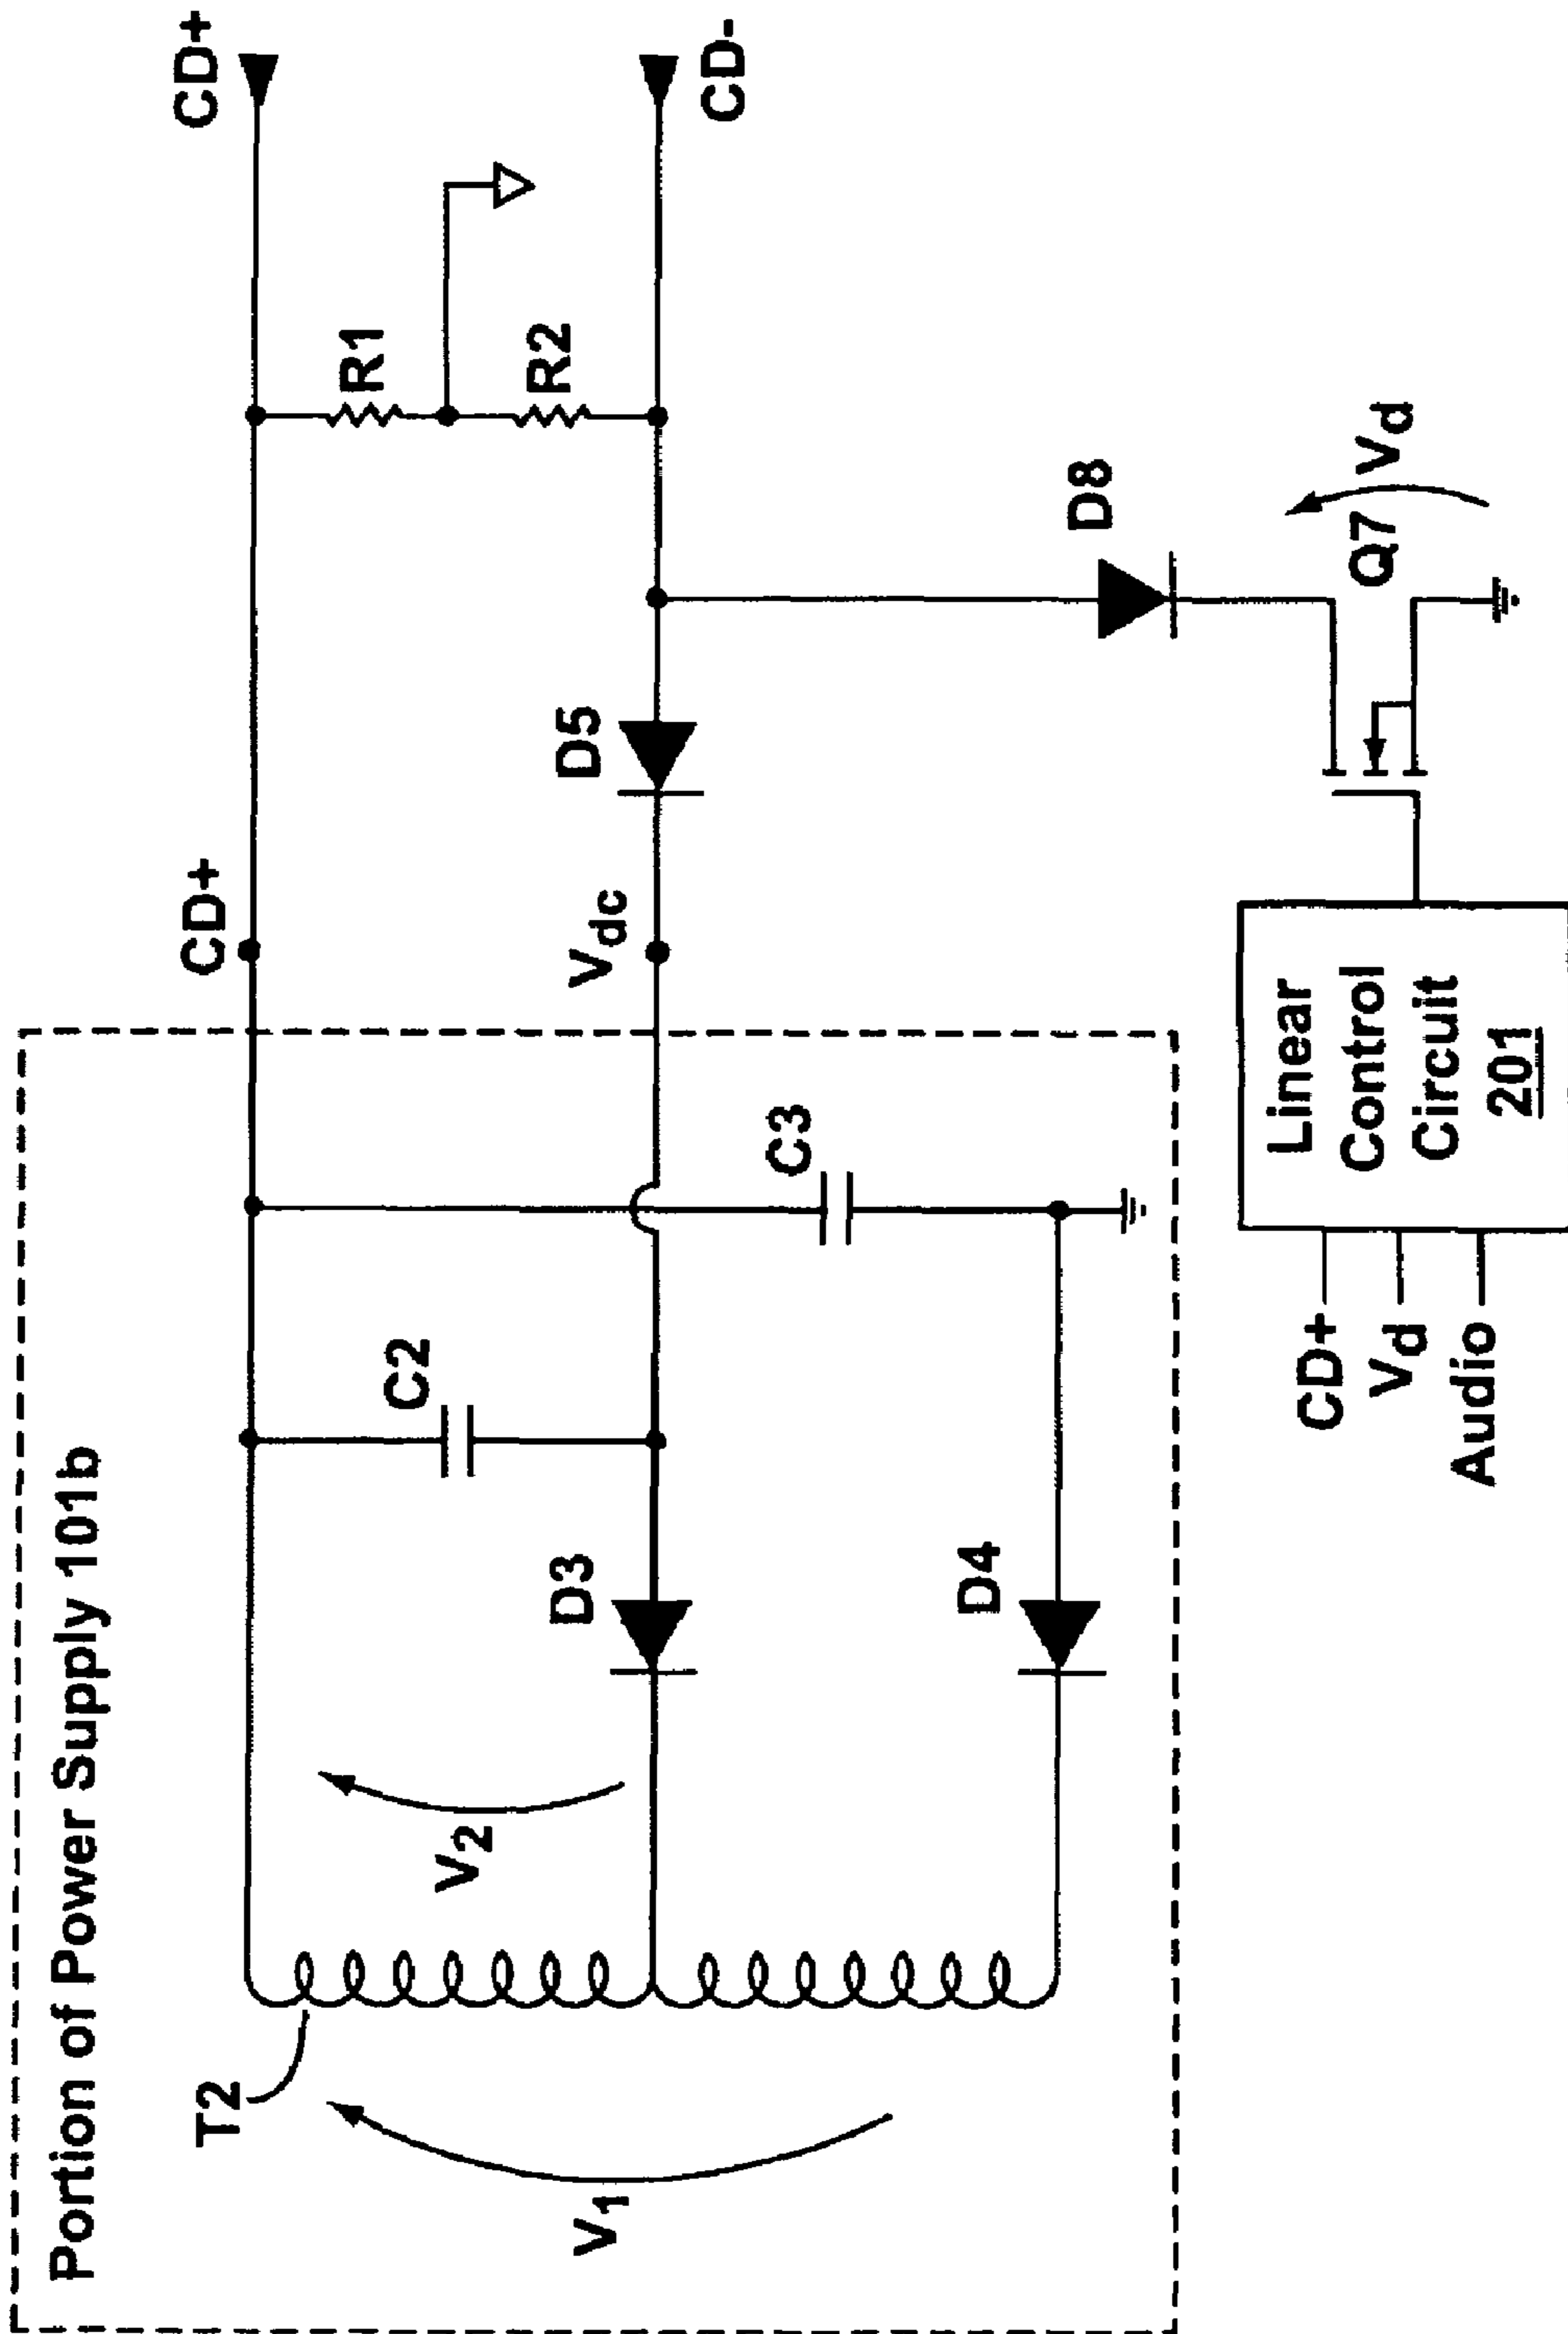 Portion of Power Supply 101b
T2
V1
V2
D3
D4
C2
C3
CD+
Vdc
D5
R1
R2
CD+
CD-
D8
Q7
Vd
CD+
Vd
Audio
Linear
Control
Circuit
201